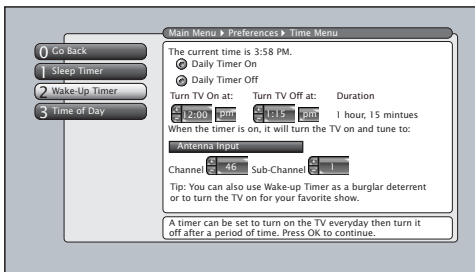 Main Menu ▶ Preferences ▶ Time Menu
0 Go Back
1 Sleep Timer
2 Wake-Up Timer
3 Time of Day
The current time is 3:58 PM.
Daily Timer On
Daily Timer Off
Turn TV On at: Turn TV Off at: Duration
12:00 pm 1:15 pm 1 hour, 15 mintues
When the timer is on, it will turn the TV on and tune to:
Antenna Input
Channel 46 Sub-Channel 1
Tip: You can also use Wake-up Timer as a burglar deterrent
or to turn the TV on for your favorite show.
A timer can be set to turn on the TV everyday then turn it
off after a period of time. Press OK to continue.